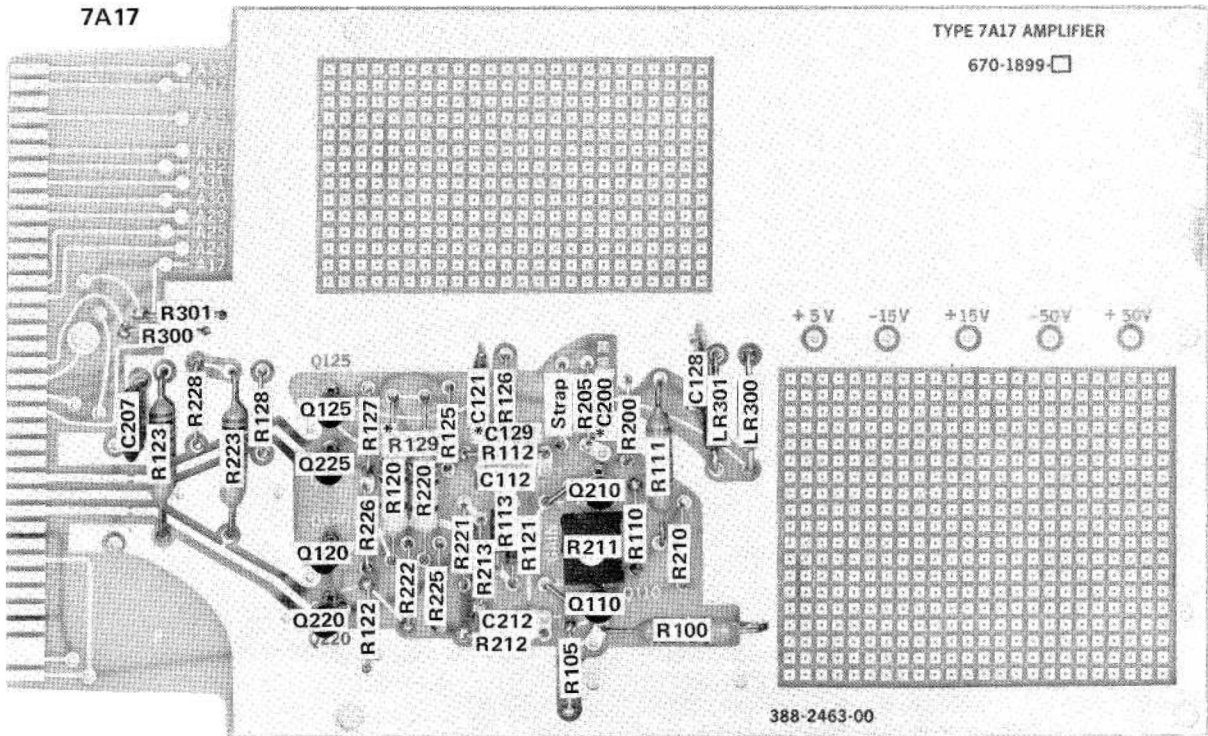 7A17
TYPE 7A17 AMPLIFIER
670-1899-
R301
R300
+5V
-15V
+15V
-50V
+50V
C207
R123
R228
R223
R128
Q125
Q125
Q225
R127
*
R129
R125
*C121
R126
C129
R112
C112
Strap
R205
*C200
R200
R111
C128
LR301
LR300
R120
R220
R226
Q120
Q220
Q220
R122
R222
R225
R221
R213
R113
R121
Q210
R211
R110
R210
Q110
C212
R212
R105
R100
388-2463-00